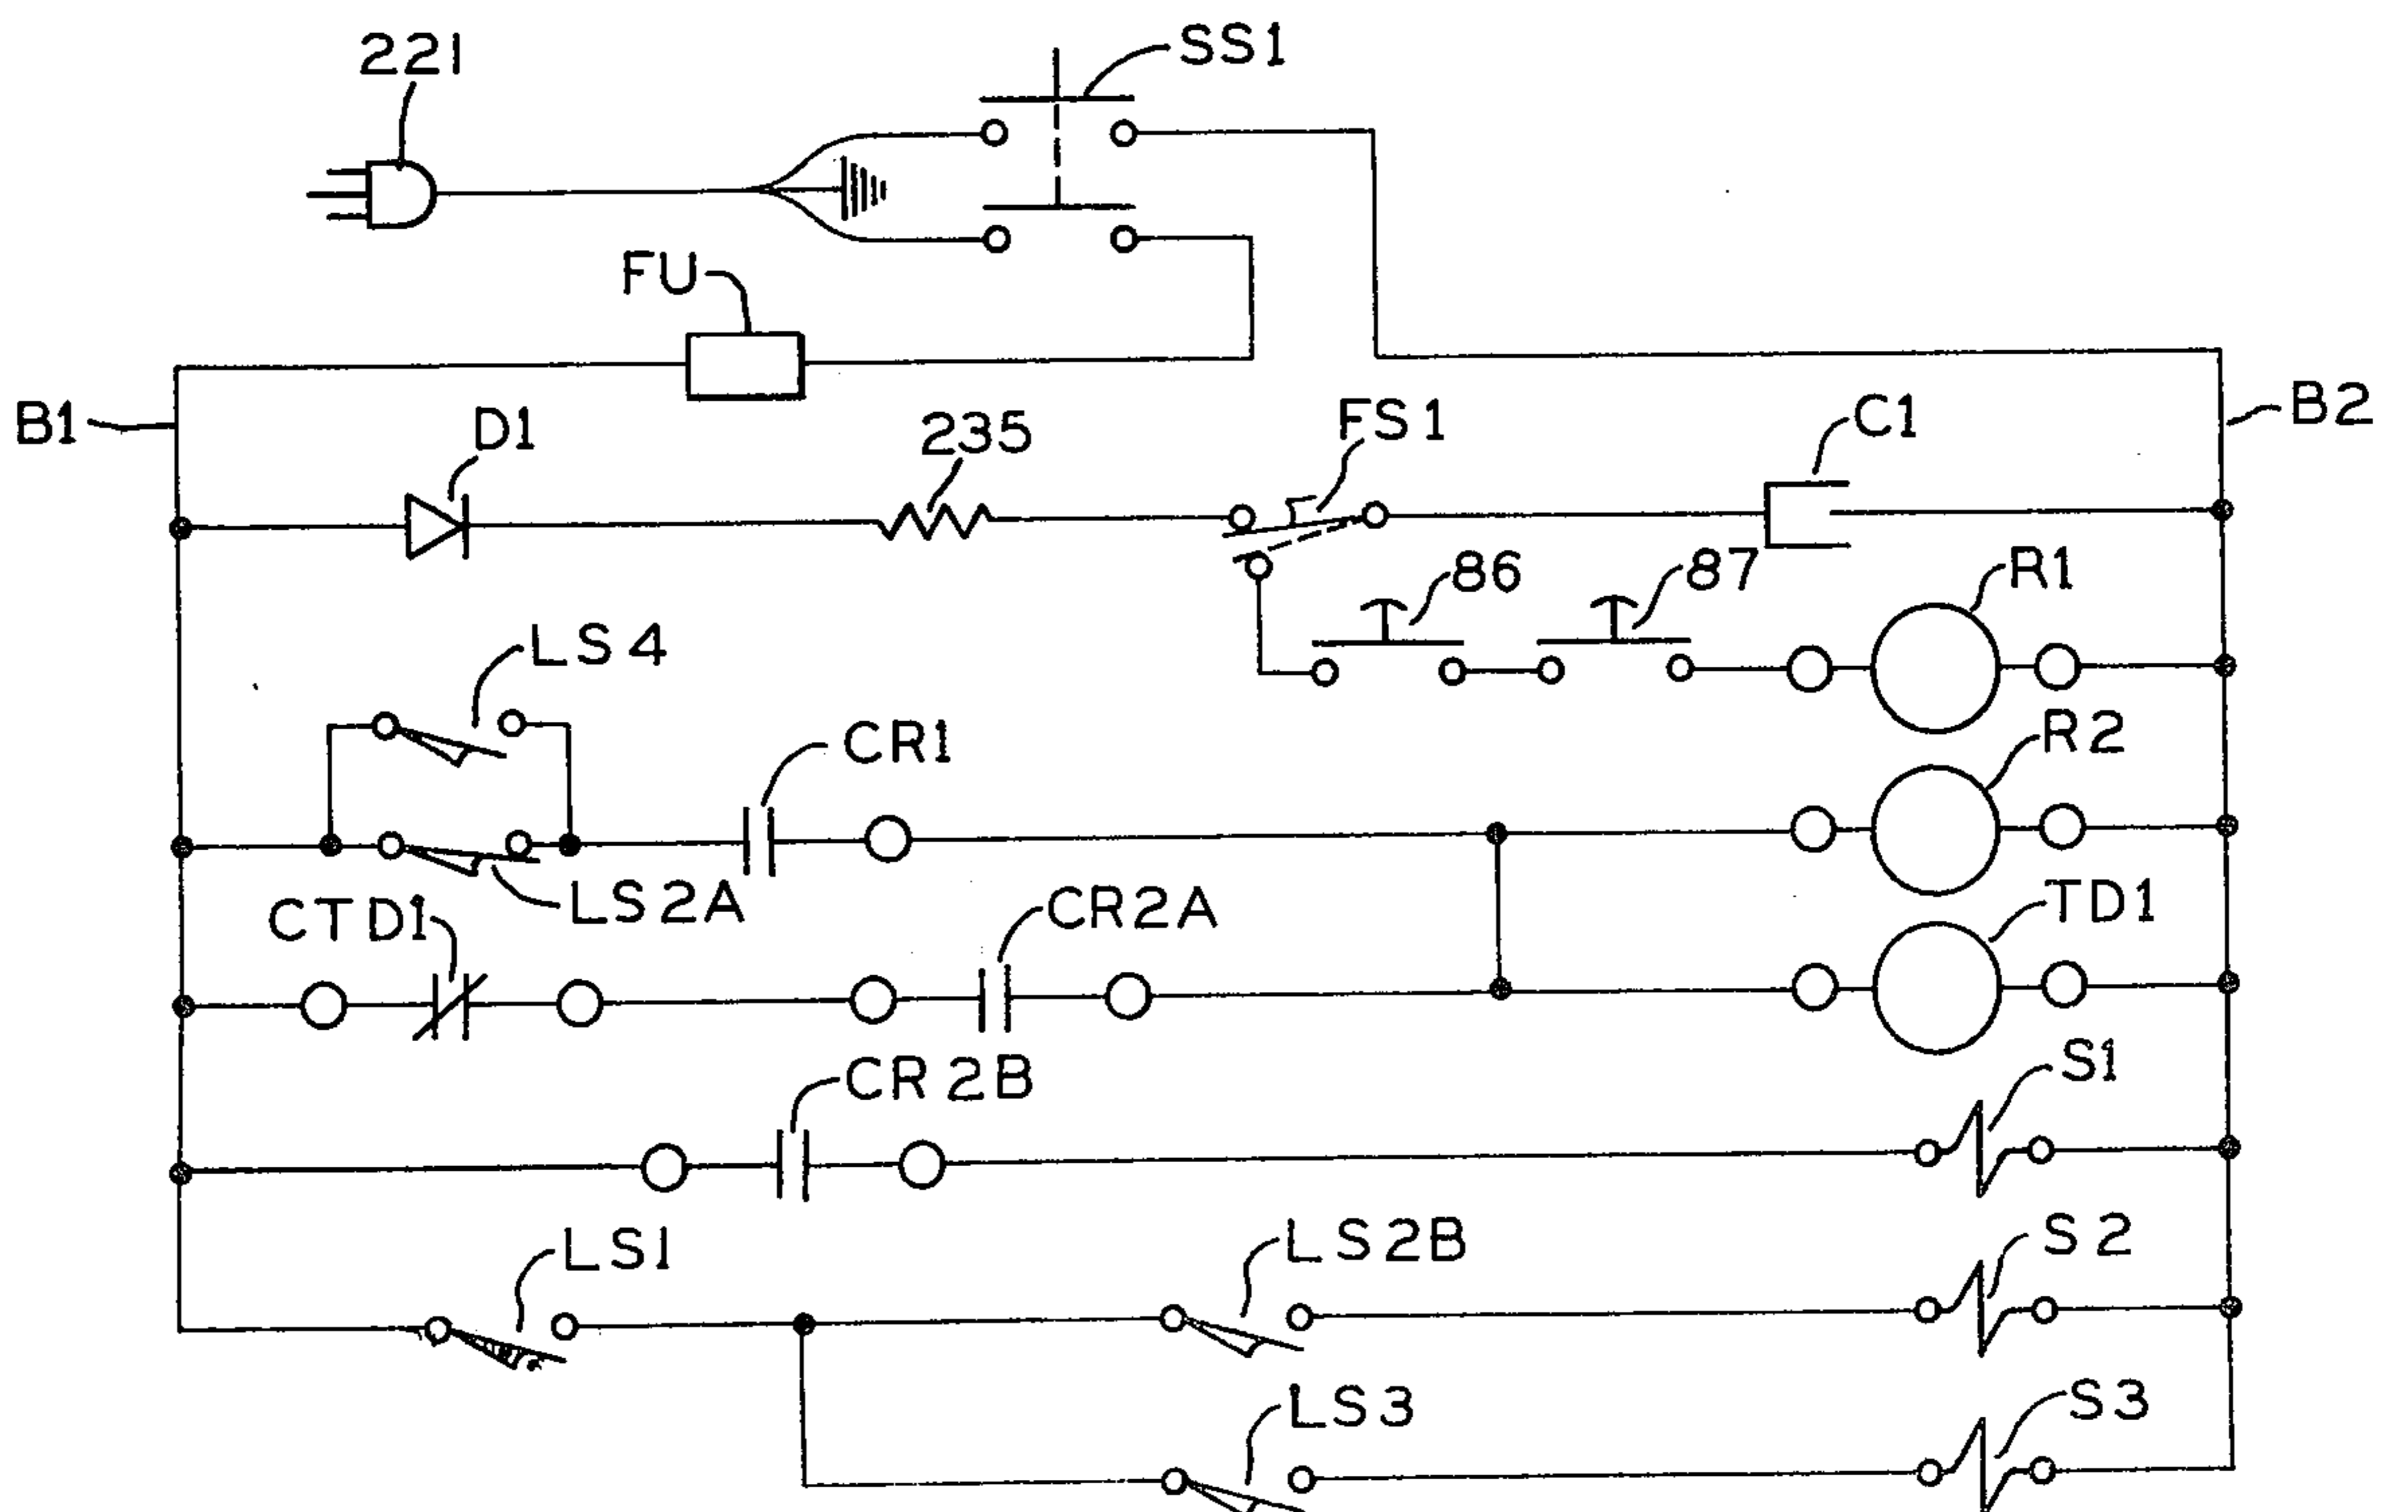 221
SS1
FU
B1
D1
235
FS1
C1
B2
86
87
R1
LS4
CR1
R2
LS2A
CTD1
CR2A
TD1
CR2B
S1
LS1
LS2B
S2
LS3
S3